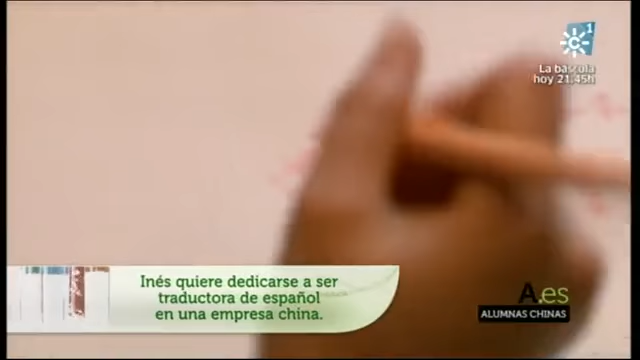 1
La báscula
hoy 21.45h
Inés quiere dedicarse a ser
traductora de español
en una empresa china.
A.es
ALUMNAS CHINAS